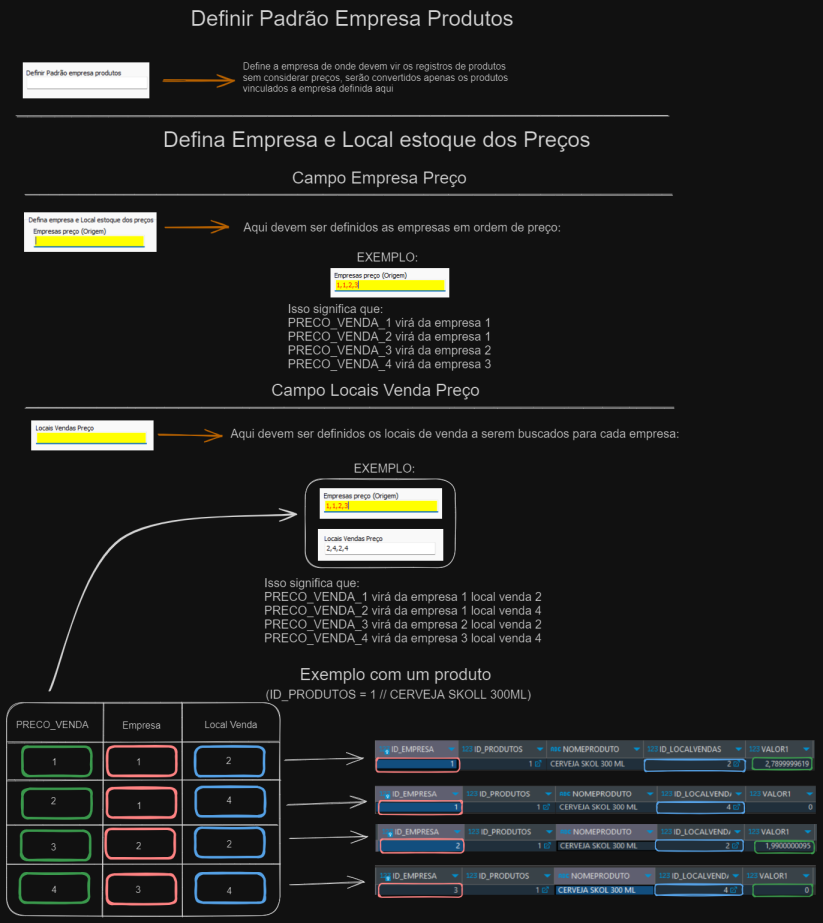 Definir Padrão Empresa Produtos
Definir Padrão empresa produtos
Define a empresa de onde devem vir os registros de produtos
sem considerar preços, serão convertidos apenas os produtos
vinculados a empresa definida aqui
Defina Empresa e Local estoque dos Preços
Campo Empresa Preço
Defina empresa e Local estoque dos preços
Empresas preço (Origem)
Aqui devem ser definidos as empresas em ordem de preço:
EXEMPLO:
Empresas preço (Origem)
1,1,2,3
Isso significa que:
PRECO_VENDA_1 virá da empresa 1
PRECO_VENDA_2 virá da empresa 1
PRECO_VENDA_3 virá da empresa 2
PRECO_VENDA_4 virá da empresa 3
Campo Locais Venda Preço
Locais Vendas Preço
Aqui devem ser definidos os locais de venda a serem buscados para cada empresa:
EXEMPLO:
Empresas preço (Origem)
1,1,2,3
Locais Vendas Preço
2,4,2,4
Isso significa que:
PRECO_VENDA_1 virá da empresa 1 local venda 2
PRECO_VENDA_2 virá da empresa 1 local venda 4
PRECO_VENDA_3 virá da empresa 2 local venda 2
PRECO_VENDA_4 virá da empresa 3 local venda 4
Exemplo com um produto
(ID_PRODUTOS = 1 // CERVEJA SKOLL 300ML)
PRECO_VENDA Empresa Local Venda
1 1 2
2 1 4
3 2 2
4 3 4
ID_EMPRESA 123 ID_PRODUTOS ABC NOMEPRODUTO 123 ID_LOCALVENDAS 123 VALOR1
1 1 CERVEJA SKOL 300 ML 2 2,7899999619
ID_EMPRESA 123 ID_PRODUTOS ABC NOMEPRODUTO 123 ID_LOCALVEND 123 VALOR1
1 1 CERVEJA SKOL 300 ML 4 0
ID_EMPRESA 123 ID_PRODUTOS ABC NOMEPRODUTO 123 ID_LOCALVEND 123 VALOR1
2 1 CERVEJA SKOL 300 ML 2 1,9900000095
ID_EMPRESA 123 ID_PRODUTOS ABC NOMEPRODUTO 123 ID_LOCALVEND 123 VALOR1
3 1 CERVEJA SKOL 300 ML 4 0